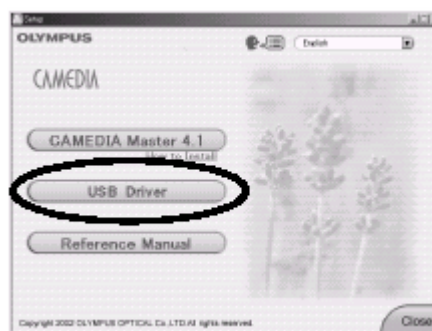 Setup
OLYMPUS
English
CAMEDIA
CAMEDIA Master 4.1
How to Install
USB Driver
Reference Manual
Copyright 2002 OLYMPUS OPTICAL Co.,LTD All rights reserved.
Close